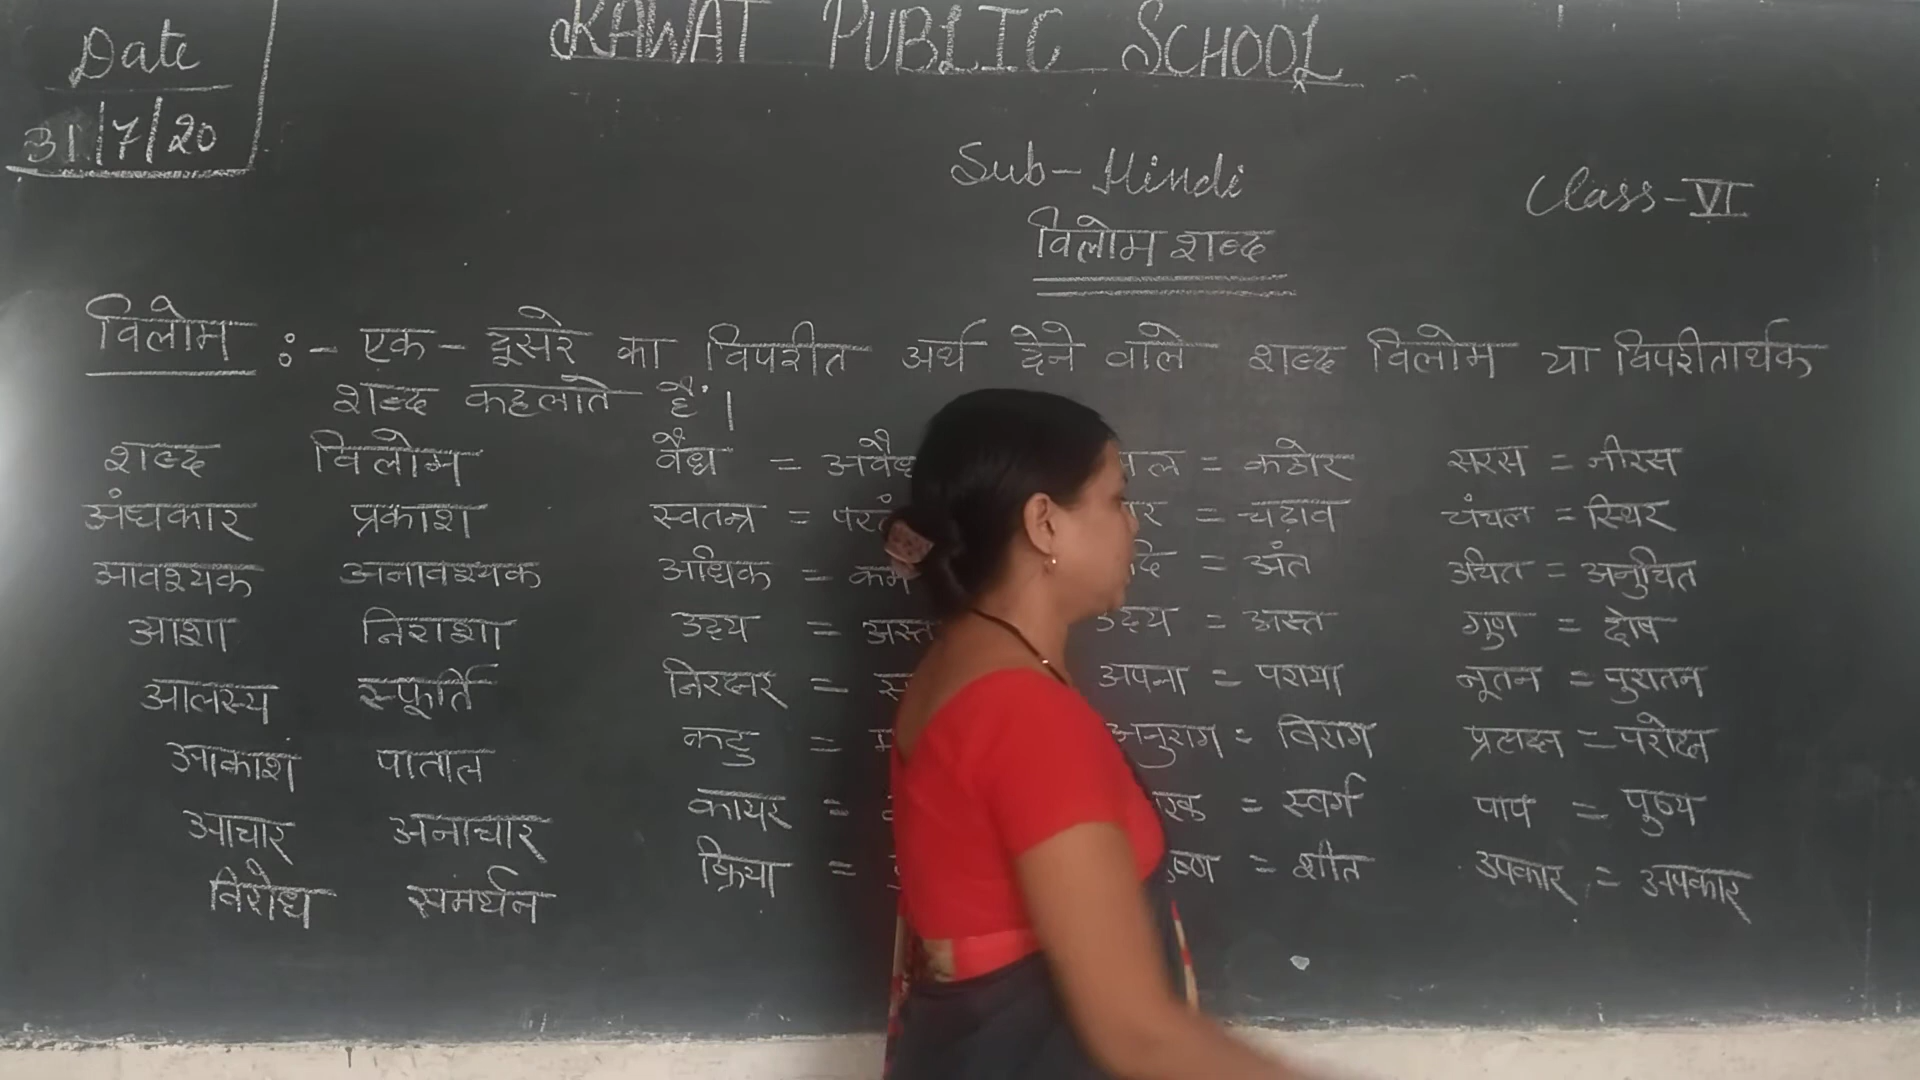 Date
31/7/20
KAWAT PUBLIC SCHOOL
Sub- Hindi
Class-VI
विलोम शब्द
विलोम :- एक - दूसरे का विपरीत अर्थ देने वाले शब्द विलोम या विपरीतार्थक
शब्द कहलाते हैं।
शब्द विलोम वैध = अवैध = कठोर सरस = नीरस
अंधकार प्रकाश स्वतन्त्र = = चढ़ाव चंचल = स्थिर
आवश्यक अनावश्यक अधिक = कम = अंत उचित = अनुचित
आशा निराशा उदय = अस्त उदय = अस्त गुण = दोष
आलस्य स्फूर्ति निरक्षर = अपना = पराया नूतन = पुरातन
आकाश पाताल कटु = अनुराग = विराग प्रत्यक्ष = परोक्ष
आचार अनाचार कायर = = स्वर्ग पाप = पुण्य
विरोध समर्थन क्रिया = = शीत उपकार = अपकार